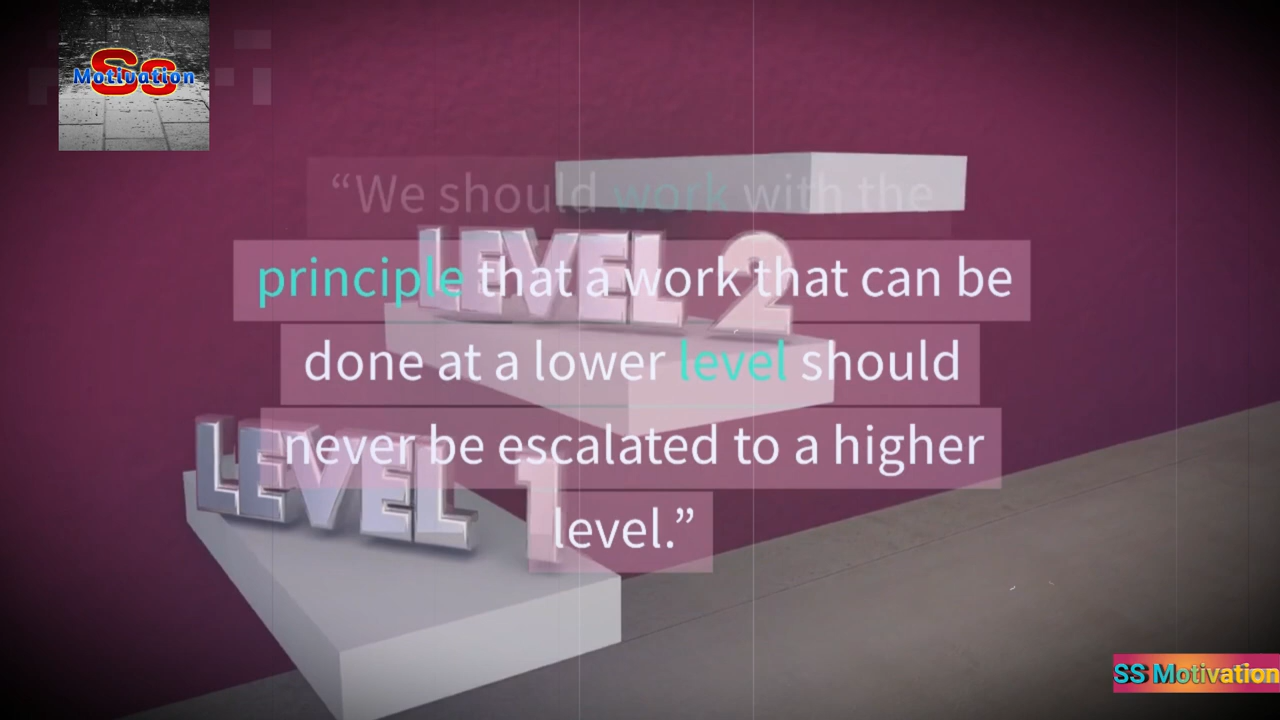 Ss
Motivation
“We should work with the
LEVEL 2
principle that a work that can be
done at a lower level should
never be escalated to a higher
LEVEL 1
level.”
SS Motivation